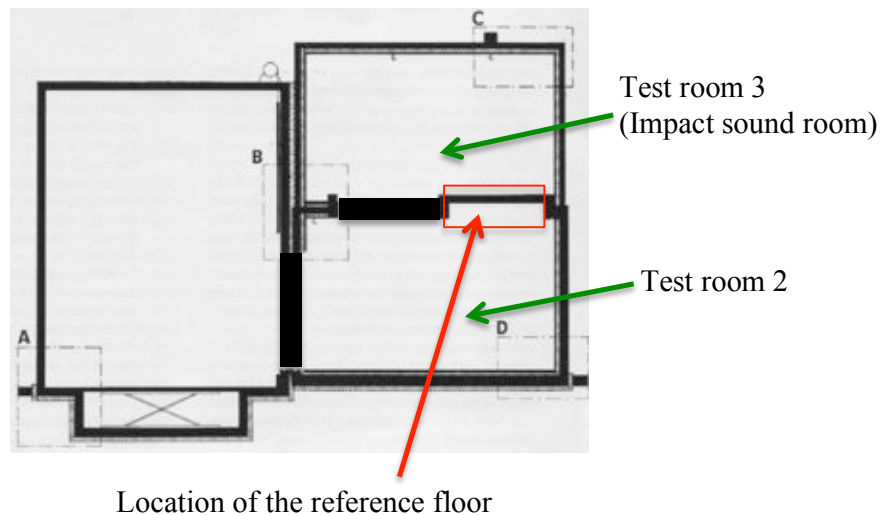 C
Test room 3
(Impact sound room)
B
Test room 2
D
A
Location of the reference floor